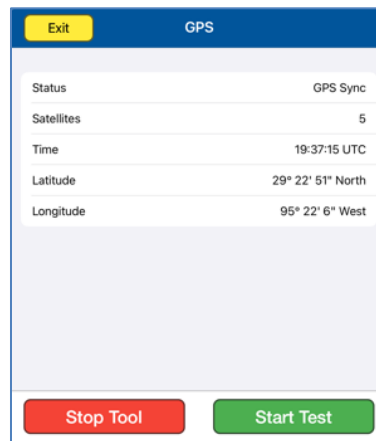 Exit GPS
Status GPS Sync
Satellites 5
Time 19:37:15 UTC
Latitude 29° 22' 51" North
Longitude 95° 22' 6" West
Stop Tool Start Test